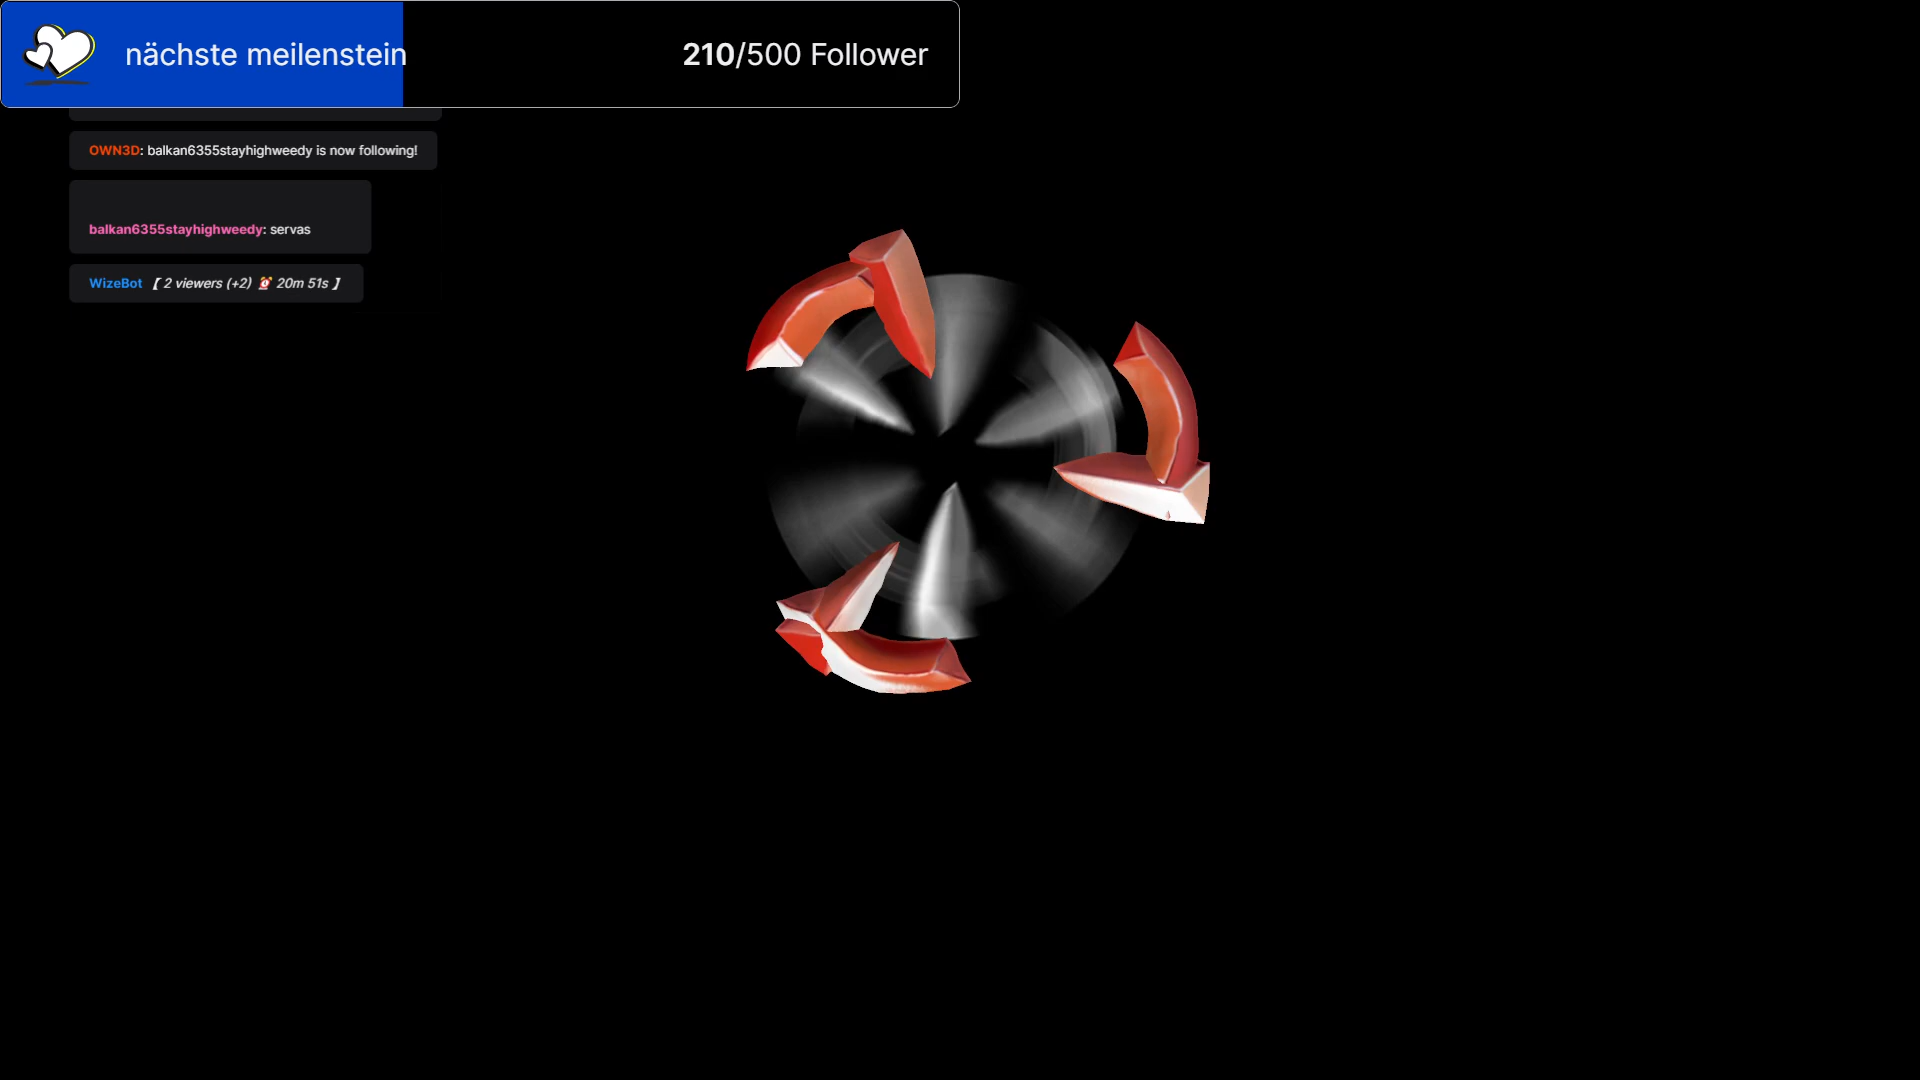 nächste meilenstein 210/500 Follower
OWN3D: balkan6355stayhighweedy is now following!
balkan6355stayhighweedy: servas
WizeBot 【 2 viewers (+2) ⏰ 20m 51s 】